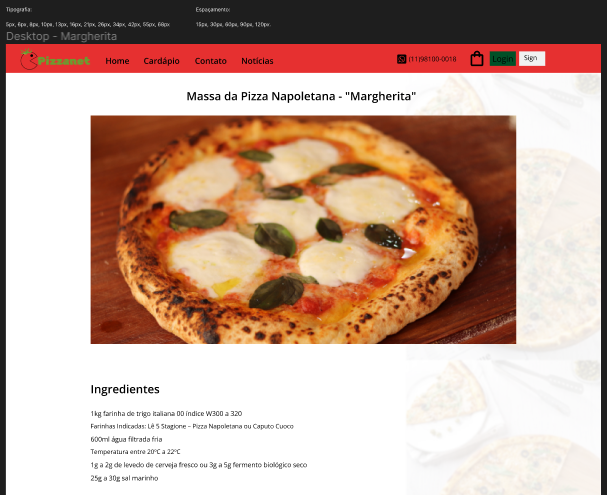 Tipografia:
Espaçamento:
5px, 6px, 8px, 10px, 13px, 16px, 21px, 26px, 34px, 42px, 55px, 68px
15px, 30px, 60px, 90px, 120px.
Desktop - Margherita
Pizzanet
Home
Cardápio
Contato
Notícias
(11)98100-0018
Login
Sign
Massa da Pizza Napoletana - "Margherita"
Ingredientes
1kg farinha de trigo italiana 00 índice W300 a 320
Farinhas Indicadas: Lê 5 Stagione – Pizza Napoletana ou Caputo Cuoco
600ml água filtrada fria
Temperatura entre 20ºC a 22ºC
1g a 2g de levedo de cerveja fresco ou 3g a 5g fermento biológico seco
25g a 30g sal marinho